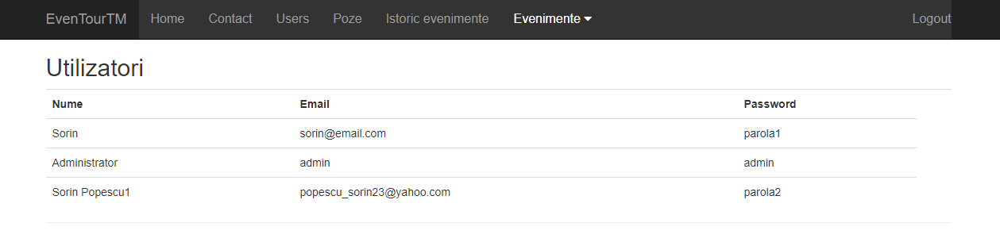 EvenTourTM Home Contact Users Poze Istoric evenimente Evenimente Logout
Utilizatori
Nume Email Password
Sorin sorin@email.com parola1
Administrator admin admin
Sorin Popescu1 popescu_sorin23@yahoo.com parola2